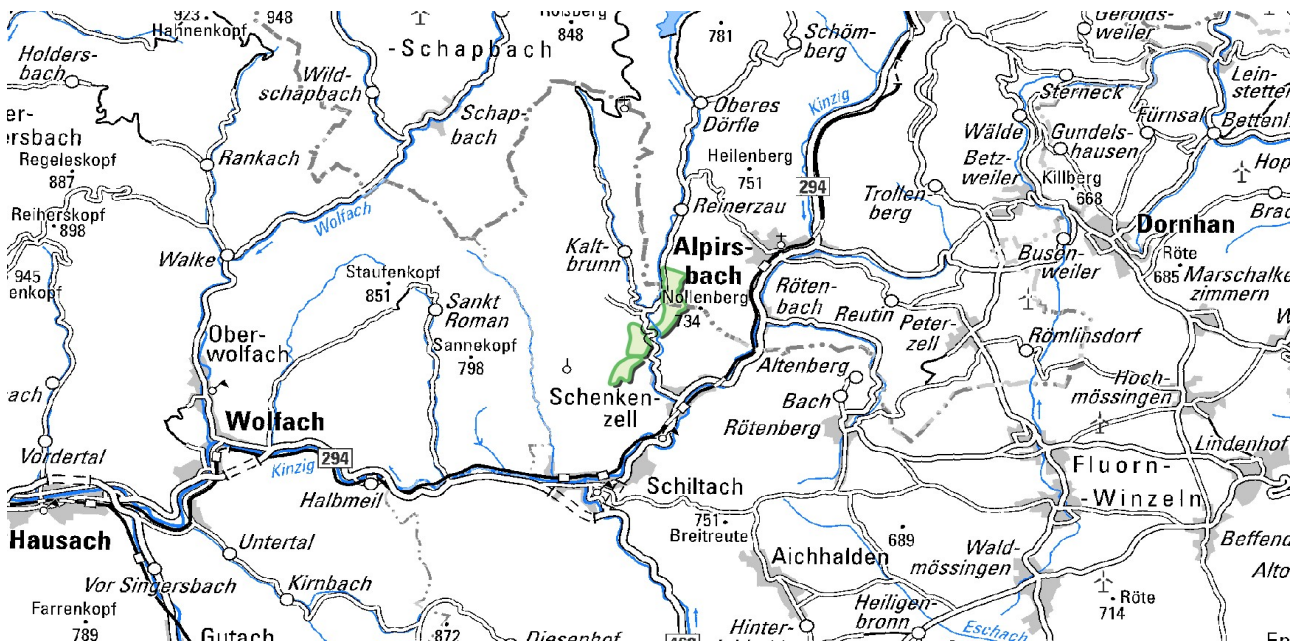 923
Hahnenkopf
948
-Schapbach
Roßberg
848
781
Schöm-
berg
Gerolds-
weiler
Holders-
bach
Wild-
schapbach
Schap-
bach
Oberes
Dörfle
Kinzig
Sterneck
Lein-
stetten
Fürnsal
Wälde
Gundels-
hausen
er-
ersbach
Regeleskopf
887
Rankach
Heilenberg
751
294
Betz-
weiler
Killberg
668
Reiherskopf
898
Wolfach
Reinerzau
Trollen-
berg
Dornhan
Walke
Kalt-
brunn
Alpirs-
bach
Busen-
weiler
Röte
685
Marschalke
zimmern
945
enkopf
Staufenkopf
851
Sankt
Roman
Nollenberg
734
Röten-
bach
Reutin
Peter-
zell
Römlinsdorf
Ober-
wolfach
Sannekopf
798
Altenberg
Hoch-
mössingen
ach
Schenken-
zell
Bach
Rötenberg
Wolfach
Vordertal
Kinzig
294
Halbmeil
Lindenhof
Fluorn-
-Winzeln
Schiltach
Hausach
751
Breitreute
689
Aichhalden
Wald-
mössingen
Untertal
Vor Singersbach
Kirnbach
Farrenkopf
789
Gutach
872
Diesenhof
Hinter-
Heiligen-
bronn
Eschach
Röte
714